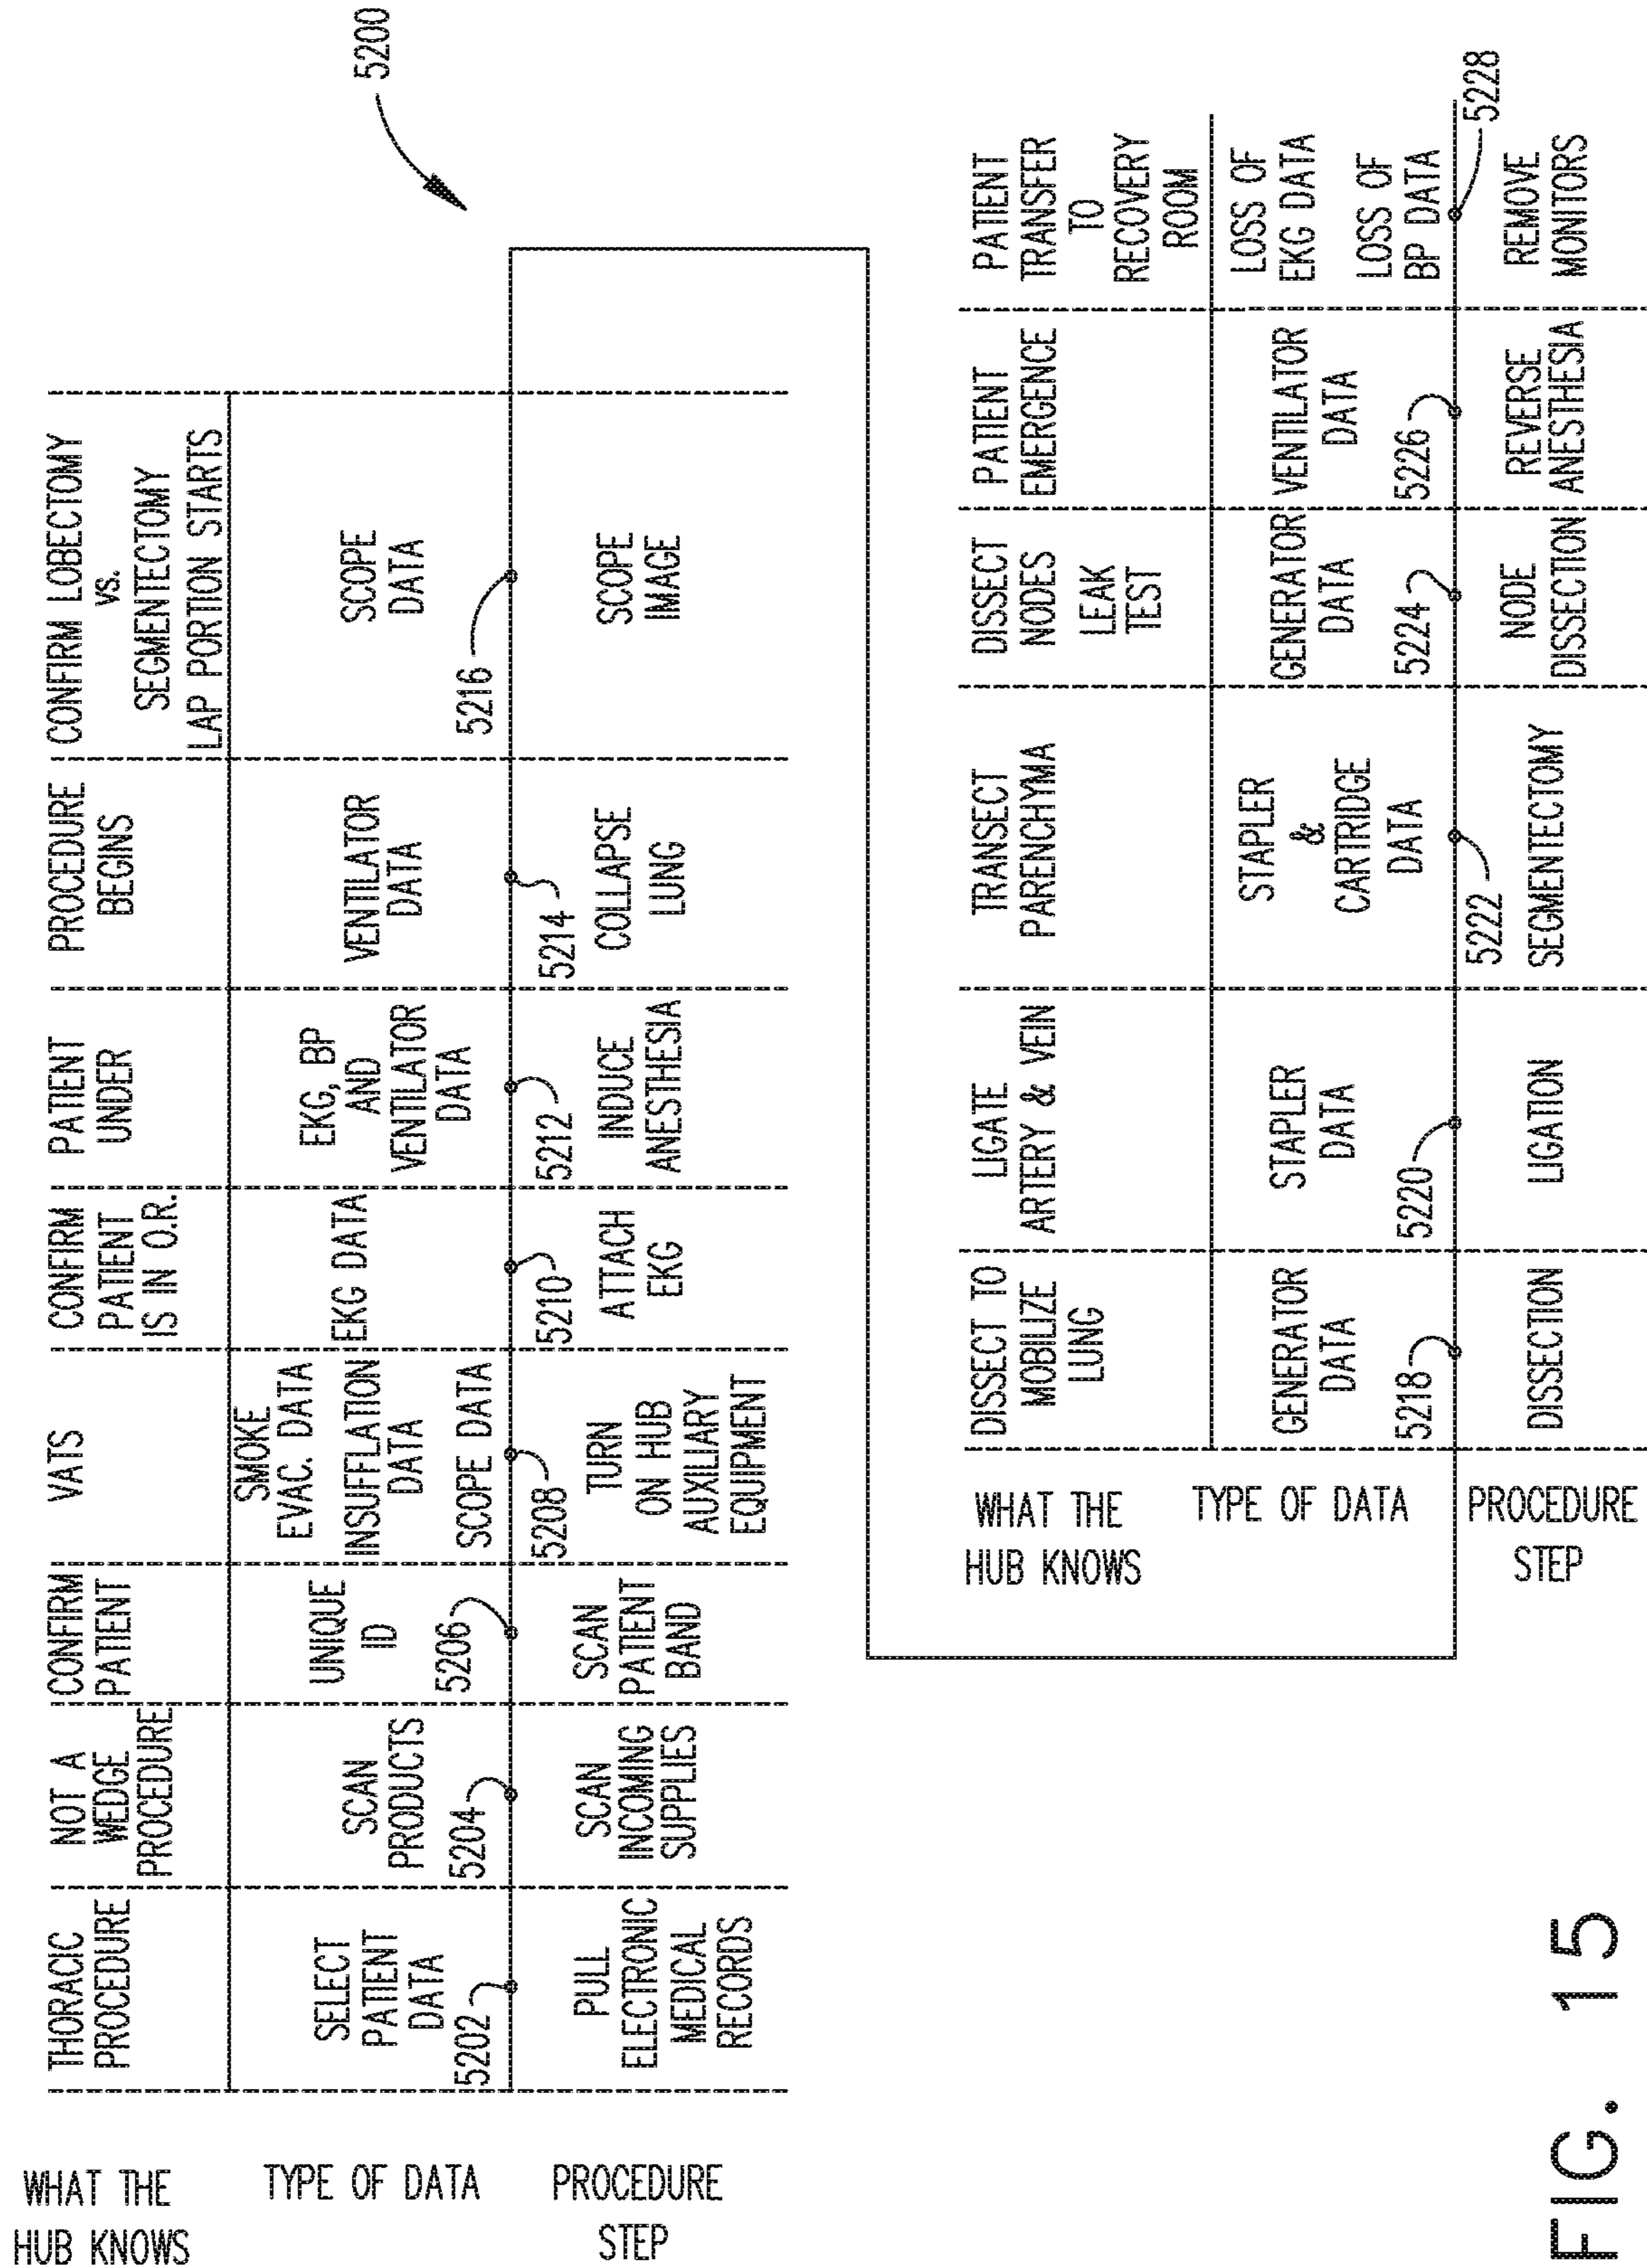 5200
WHAT THE
HUB KNOWS
THORACIC
PROCEDURE
NOT A
WEDGE
PROCEDURE
CONFIRM
PATIENT
VATS
CONFIRM
PATIENT
IS IN O.R.
PATIENT
UNDER
PROCEDURE
BEGINS
CONFIRM LOBECTOMY
vs.
SEGMENTECTOMY
LAP PORTION STARTS
TYPE OF DATA
SELECT
PATIENT
DATA
5202
SCAN
PRODUCTS
5204
UNIQUE
ID
5206
SMOKE
EVAC. DATA
INSUFFLATION
DATA
SCOPE DATA
EKG DATA
EKG, BP
AND
VENTILATOR
DATA
VENTILATOR
DATA
SCOPE
DATA
5216
PROCEDURE
STEP
PULL
ELECTRONIC
MEDICAL
RECORDS
SCAN
INCOMING
SUPPLIES
SCAN
PATIENT
BAND
5208
TURN
ON HUB
AUXILIARY
EQUIPMENT
5210
ATTACH
EKG
5212
INDUCE
ANESTHESIA
5214
COLLAPSE
LUNG
SCOPE
IMAGE
WHAT THE
HUB KNOWS
DISSECT TO
MOBILIZE
LUNG
LIGATE
ARTERY & VEIN
TRANSECT
PARENCHYMA
DISSECT
NODES
LEAK
TEST
PATIENT
EMERGENCE
PATIENT
TRANSFER
TO
RECOVERY
ROOM
TYPE OF DATA
GENERATOR
DATA
5218
STAPLER
DATA
5220
STAPLER
&
CARTRIDGE
DATA
GENERATOR
DATA
5224
VENTILATOR
DATA
5226
LOSS OF
EKG DATA
LOSS OF
BP DATA
PROCEDURE
STEP
DISSECTION
LIGATION
5222
SEGMENTECTOMY
NODE
DISSECTION
REVERSE
ANESTHESIA
5228
REMOVE
MONITORS
FIG. 15